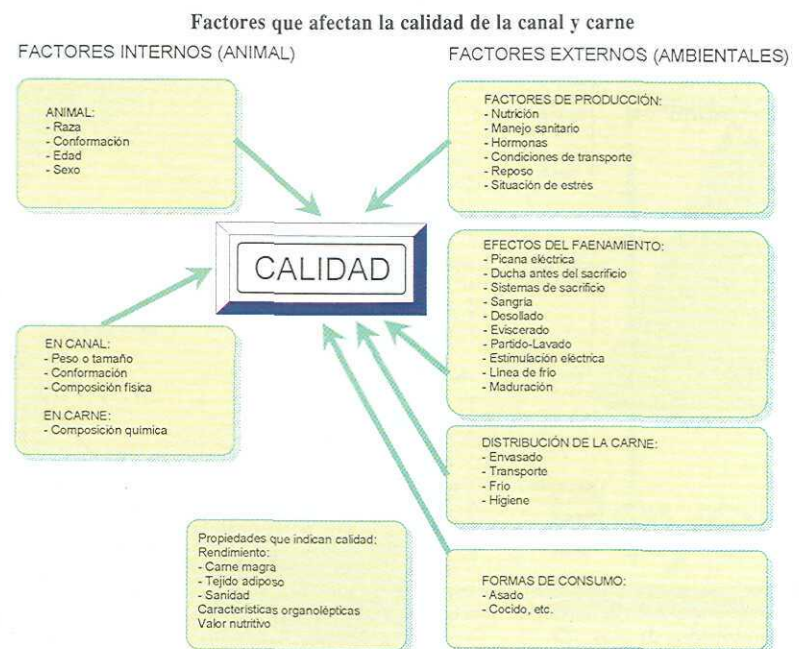 Factores que afectan la calidad de la canal y carne
FACTORES INTERNOS (ANIMAL)
ANIMAL:
- Raza
- Conformación
- Edad
- Sexo
EN CANAL:
- Peso o tamaño
- Conformación
- Composición física
EN CARNE:
- Composición química
CALIDAD
FACTORES EXTERNOS (AMBIENTALES)
FACTORES DE PRODUCCIÓN:
- Nutrición
- Manejo sanitario
- Hormonas
- Condiciones de transporte
- Reposo
- Situación de estrés
EFECTOS DEL FAENAMIENTO:
- Picana eléctrica
- Ducha antes del sacrificio
- Sistemas de sacrificio
- Sangría
- Desollado
- Eviscerado
- Partido-Lavado
- Estimulación eléctrica
- Línea de frío
- Maduración
DISTRIBUCIÓN DE LA CARNE:
- Envasado
- Transporte
- Frío
- Higiene
FORMAS DE CONSUMO:
- Asado
- Cocido, etc.
Propiedades que indican calidad:
Rendimiento:
- Carne magra
- Tejido adiposo
- Sanidad
Características organolépticas
Valor nutritivo